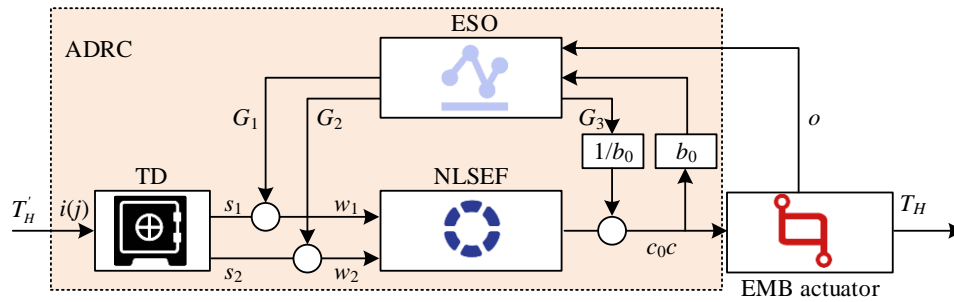 ESO
ADRC
G1 G2 G3 o
1/b0 b0
TD NLSEF
T'H i(j) s1 w1 TH
s2 w2 c0c
EMB actuator